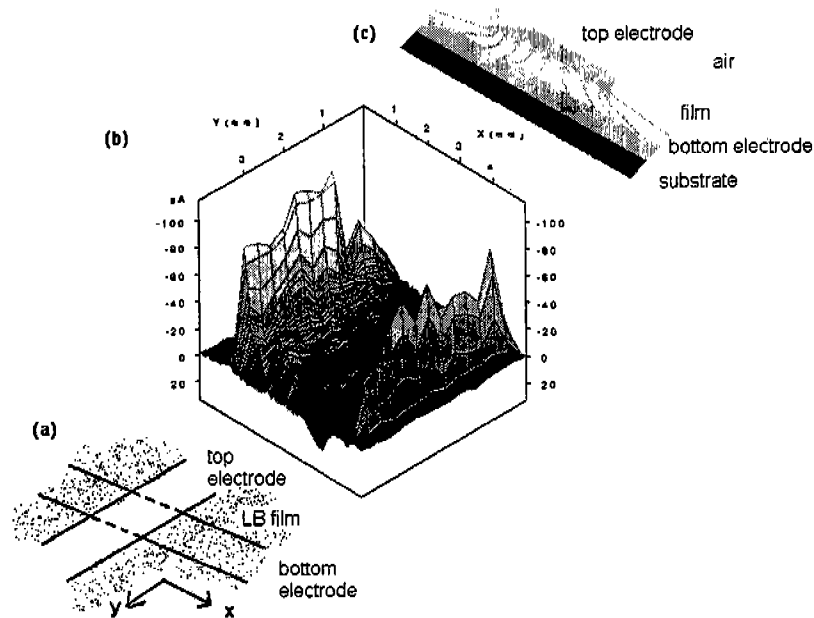 (c)
top electrode
air
film
bottom electrode
substrate
(b)
Y (mm)
1
2
3
X (mm)
1
2
3
4
pA
-100
-80
-60
-40
-20
0
20
-100
-80
-60
-40
-20
0
20
(a)
top
electrode
LB film
bottom
electrode
y
x